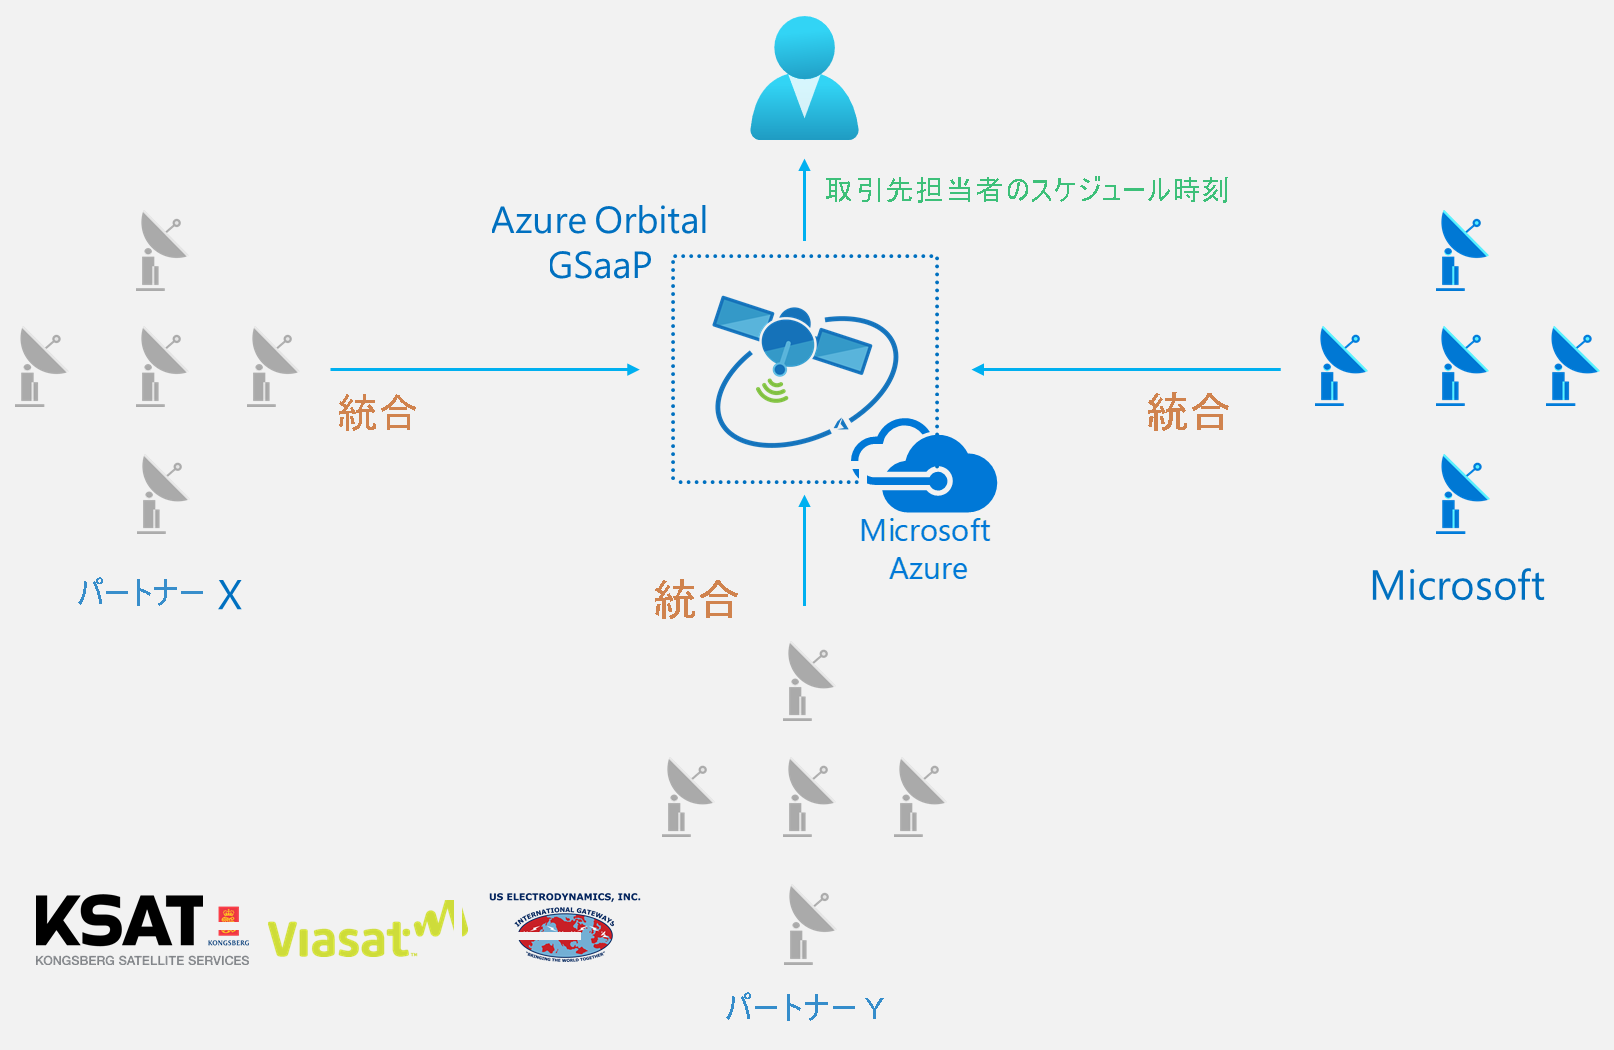 取引先担当者のスケジュール時刻
Azure Orbital
GSaaP
統合
統合
Microsoft
Azure
統合
パートナー X
Microsoft
KSAT
KONGSBERG
KONGSBERG SATELLITE SERVICES
Viasat™
US ELECTRODYNAMICS, INC.
INTERNATIONAL GATEWAYS
"BRINGING THE WORLD TOGETHER"
パートナー Y